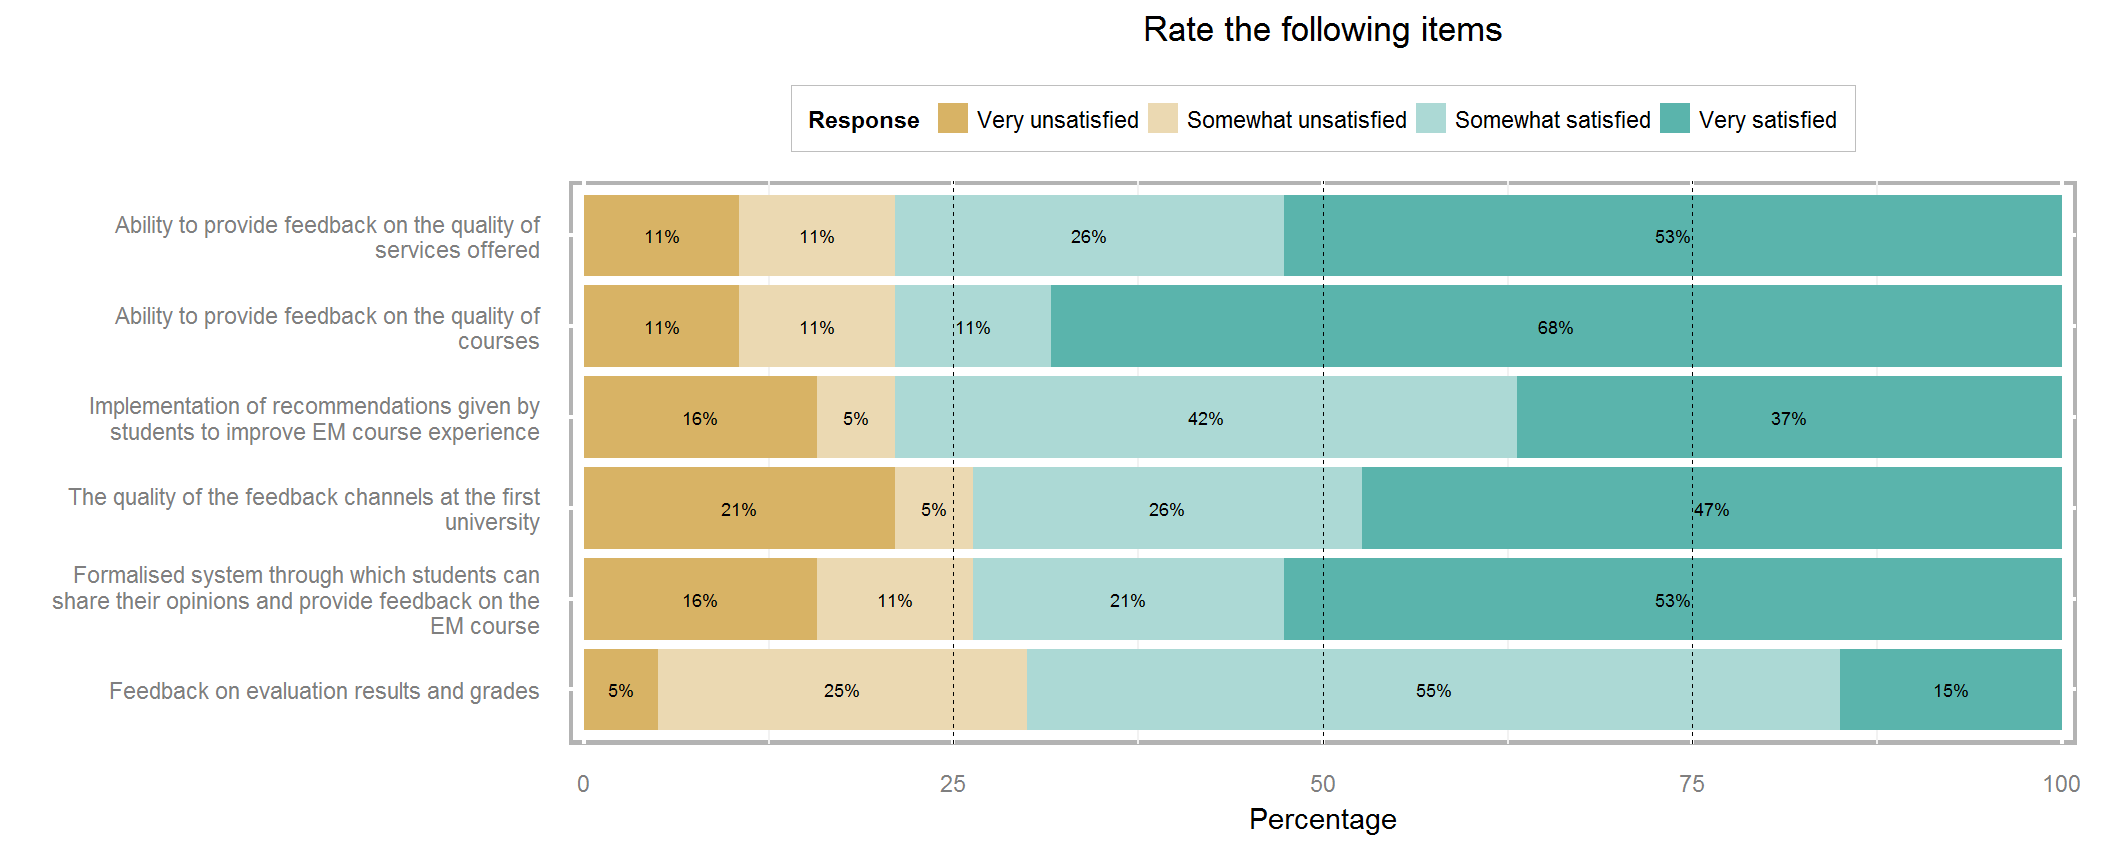 Rate the following items
Response Very unsatisfied Somewhat unsatisfied Somewhat satisfied Very satisfied
Ability to provide feedback on the quality of
services offered
11% 11% 26% 53%
Ability to provide feedback on the quality of
courses
11% 11% 11% 68%
Implementation of recommendations given by
students to improve EM course experience
16% 5% 42% 37%
The quality of the feedback channels at the first
university
21% 5% 26% 47%
Formalised system through which students can
share their opinions and provide feedback on the
EM course
16% 11% 21% 53%
Feedback on evaluation results and grades
5% 25% 55% 15%
0 25 50 75 100
Percentage